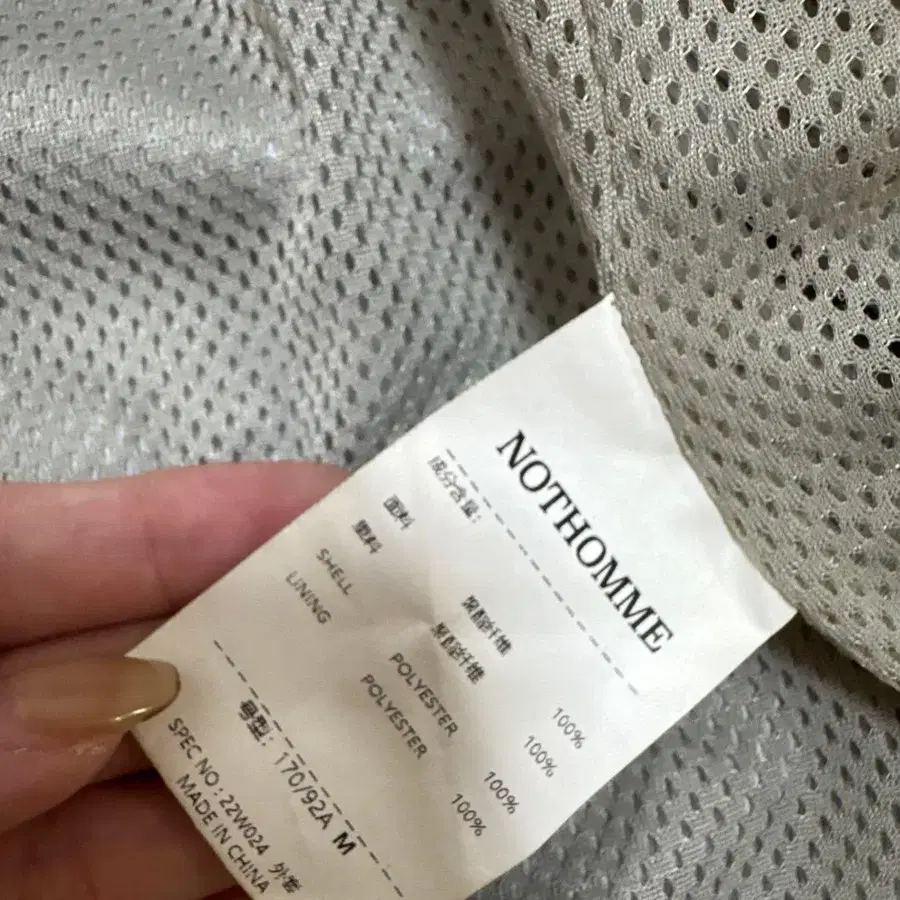 NOTHOMME
成分含量:
面料 聚酯纤维 100%
里料 聚酯纤维 100%
SHELL POLYESTER 100%
LINING POLYESTER 100%
号型: 170/92A M
SPEC NO.: 22W024 外套
MADE IN CHINA